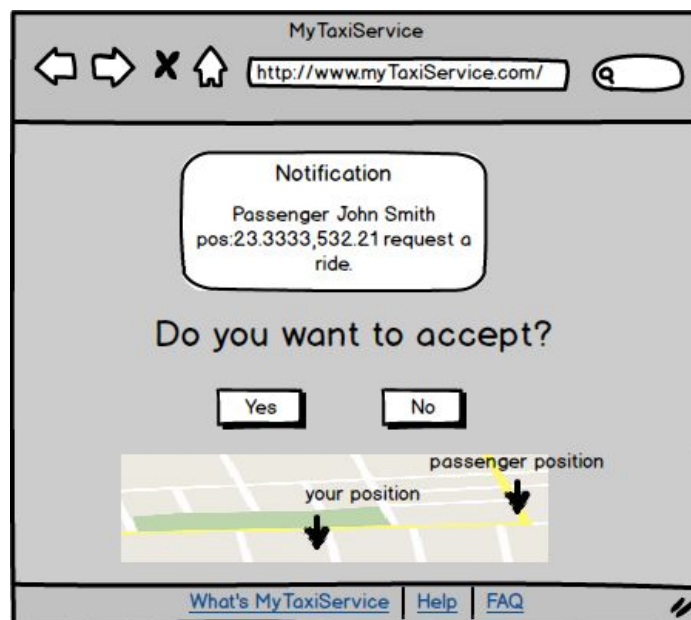 MyTaxiService
http://www.myTaxiService.com/
Notification
Passenger John Smith
pos:23.3333,532.21 request a
ride.
Do you want to accept?
Yes No
passenger position
your position
What's MyTaxiService Help FAQ